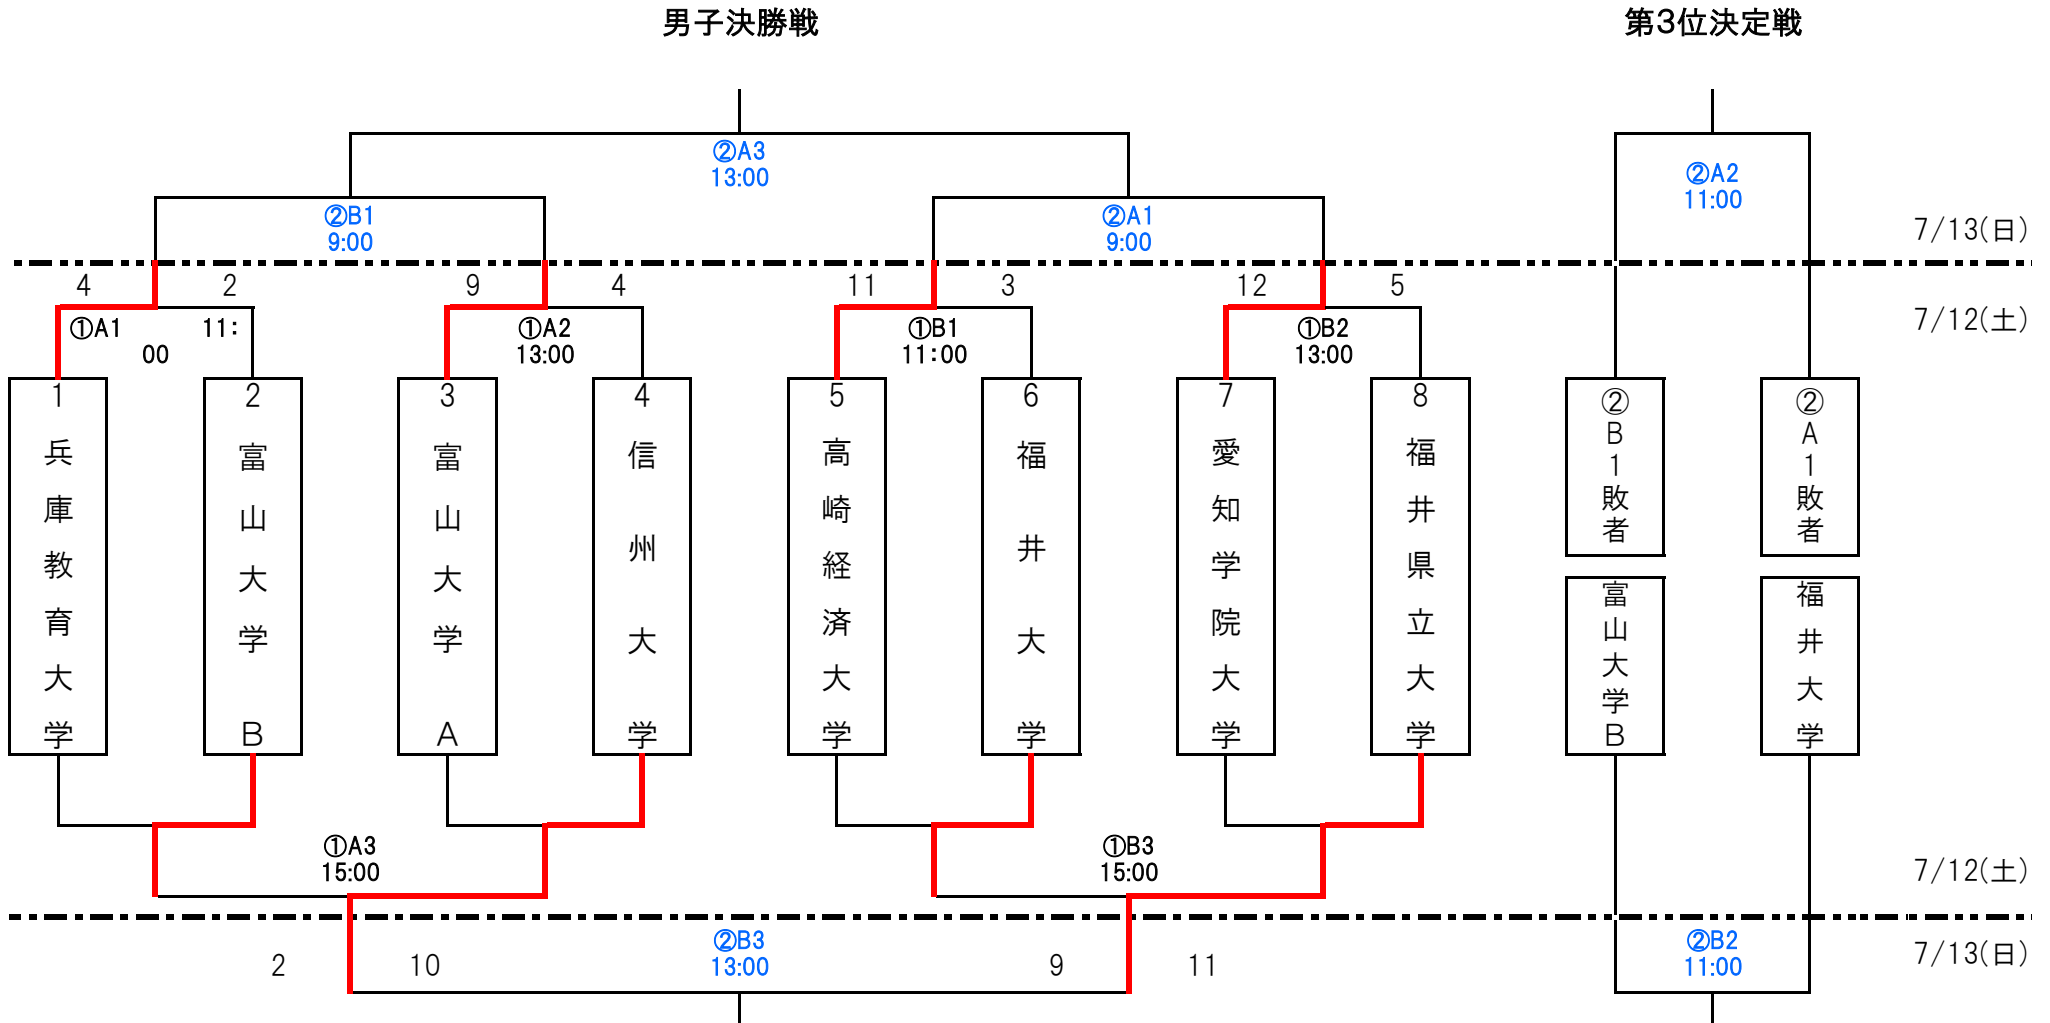 男子決勝戦
第3位決定戦
②A3
13:00
②A2
11:00
②B1
9:00
②A1
9:00
7/13(日)
4 2 9 4 11 3 12 5
7/12(土)
①A1 11:
00
①A2
13:00
①B1
11:00
①B2
13:00
1
兵庫教育大学
2
富山大学B
3
富山大学A
4
信州大学
5
高崎経済大学
6
福井大学
7
愛知学院大学
8
福井県立大学
②B1敗者
②A1敗者
富山大学B
福井大学
①A3
15:00
①B3
15:00
7/12(土)
2 10
②B3
13:00
9 11
②B2
11:00
7/13(日)